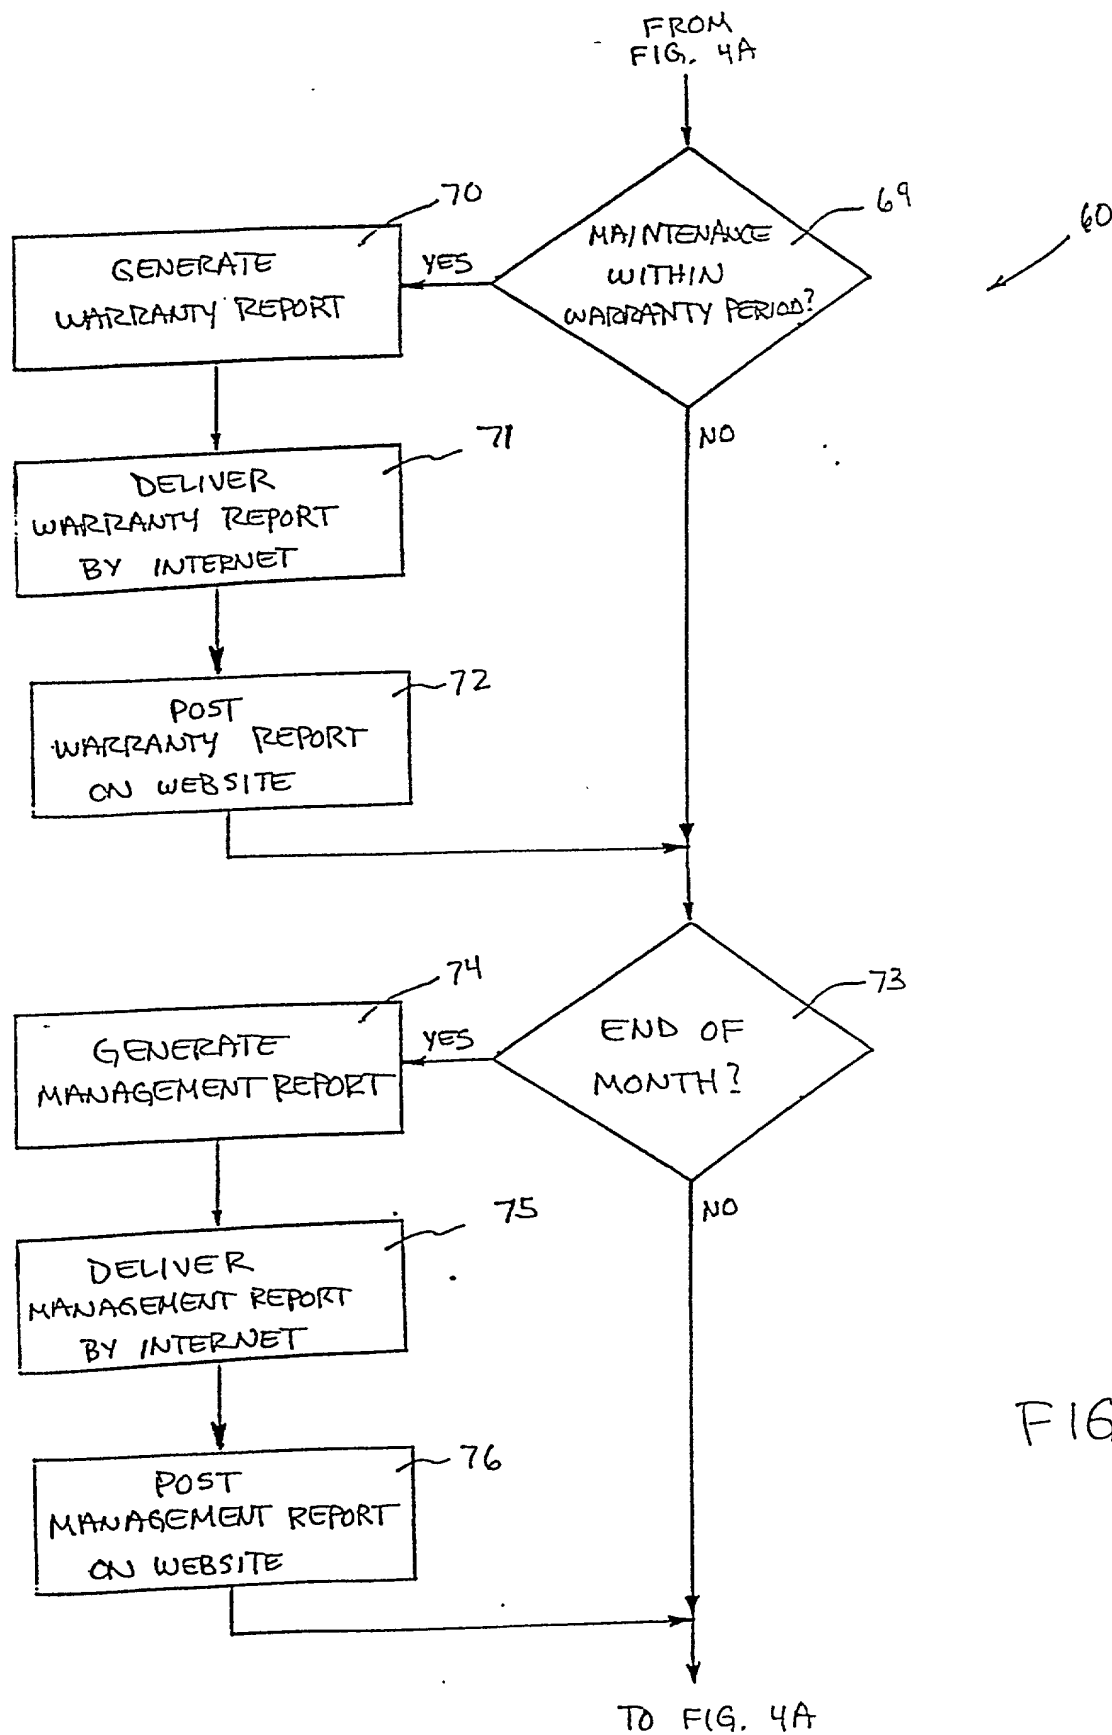 FROM
FIG. 4A
69
60
MAINTENANCE
WITHIN
WARRANTY PERIOD?
YES
NO
70
GENERATE
WARRANTY REPORT
71
DELIVER
WARRANTY REPORT
BY INTERNET
72
POST
WARRANTY REPORT
ON WEBSITE
73
END OF
MONTH?
YES
NO
74
GENERATE
MANAGEMENT REPORT
75
DELIVER
MANAGEMENT REPORT
BY INTERNET
76
POST
MANAGEMENT REPORT
ON WEBSITE
FIG
TO FIG. 4A